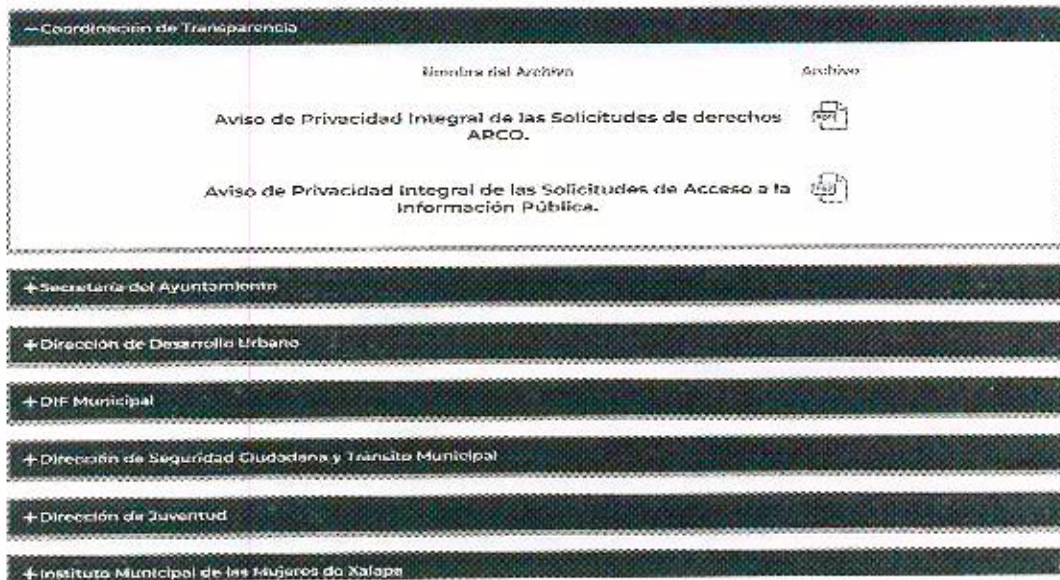 —Coordinación de Transparencia
Nombre del Archivo Archivo
Aviso de Privacidad Integral de las Solicitudes de derechos
ARCO.
PDF
Aviso de Privacidad Integral de las Solicitudes de Acceso a la
Información Pública.
PDF
+Secretaría del Ayuntamiento
+Dirección de Desarrollo Urbano
+DIF Municipal
+Dirección de Seguridad Ciudadana y Tránsito Municipal
+Dirección de Juventud
+Instituto Municipal de las Mujeres de Xalapa